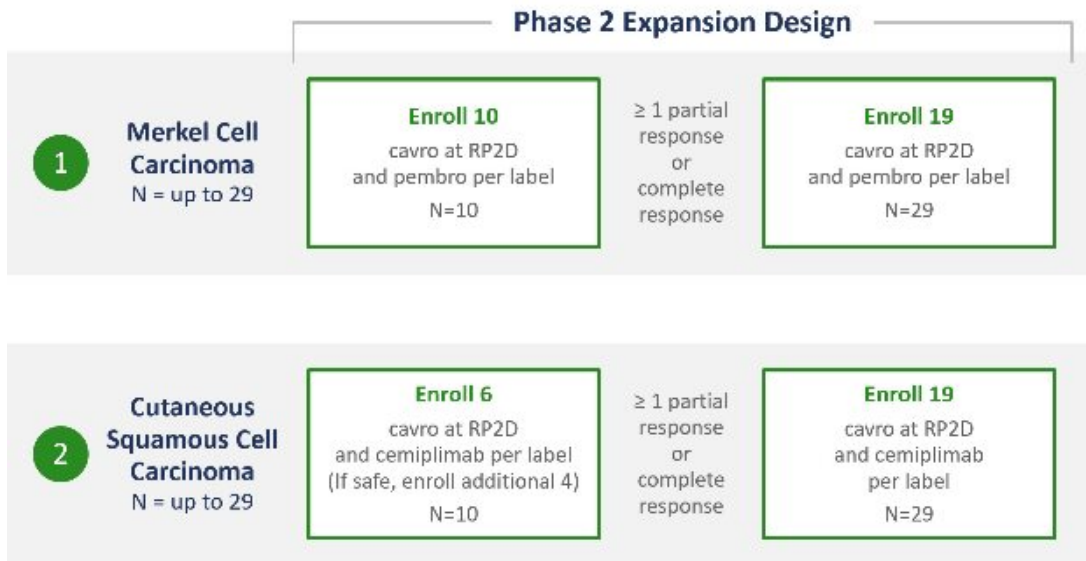 Phase 2 Expansion Design
1
Merkel Cell
Carcinoma
N = up to 29
Enroll 10
cavro at RP2D
and pembro per label
N=10
≥ 1 partial
response
or
complete
response
Enroll 19
cavro at RP2D
and pembro per label
N=29
2
Cutaneous
Squamous Cell
Carcinoma
N = up to 29
Enroll 6
cavro at RP2D
and cemiplimab per label
(If safe, enroll additional 4)
N=10
≥ 1 partial
response
or
complete
response
Enroll 19
cavro at RP2D
and cemiplimab
per label
N=29